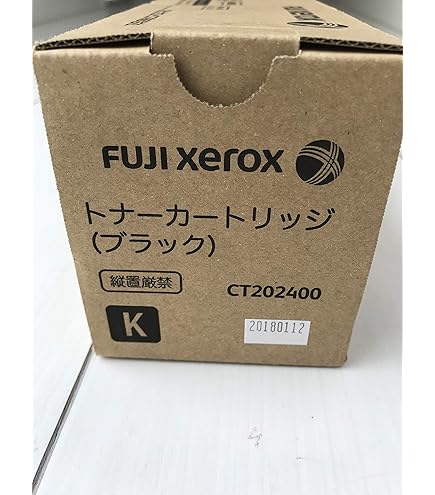 FUJI xerox
トナーカートリッジ
(ブラック)
縦置厳禁
CT202400
K
20180112